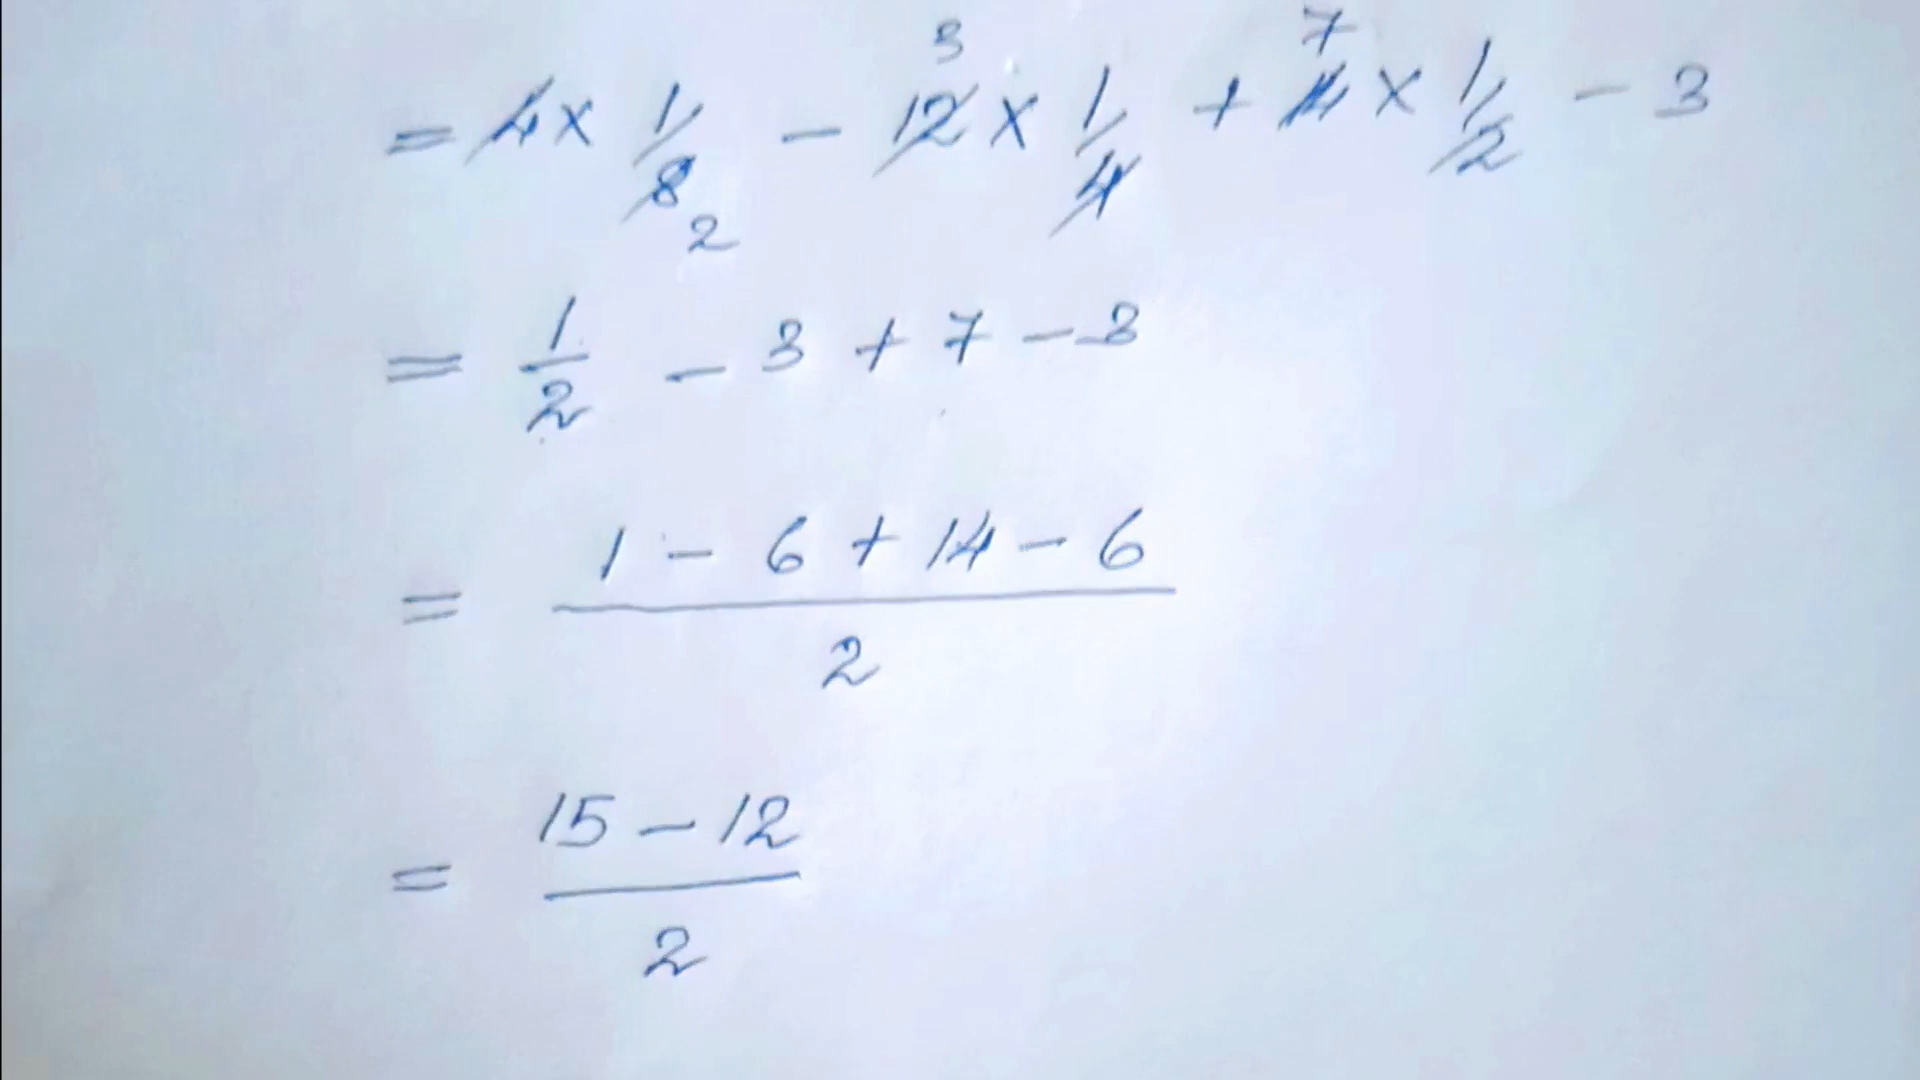 = 4 × 1/8 2 - 12 3 × 1/4 + 14 7 × 1/2 - 3
= 1/2 - 3 + 7 - 3
= (1 - 6 + 14 - 6)/2
= (15 - 12)/2